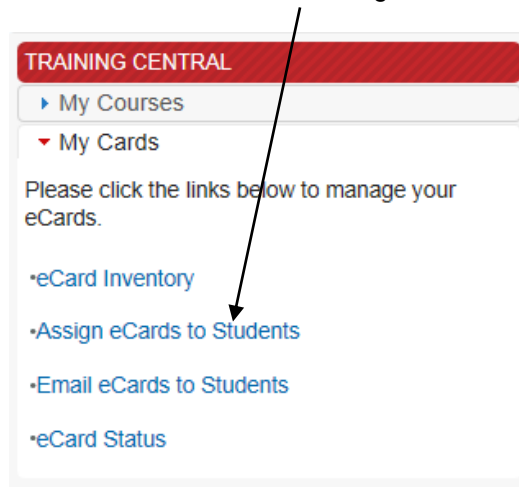 TRAINING CENTRAL
My Courses
My Cards
Please click the links below to manage your
eCards.
•eCard Inventory
•Assign eCards to Students
•Email eCards to Students
•eCard Status